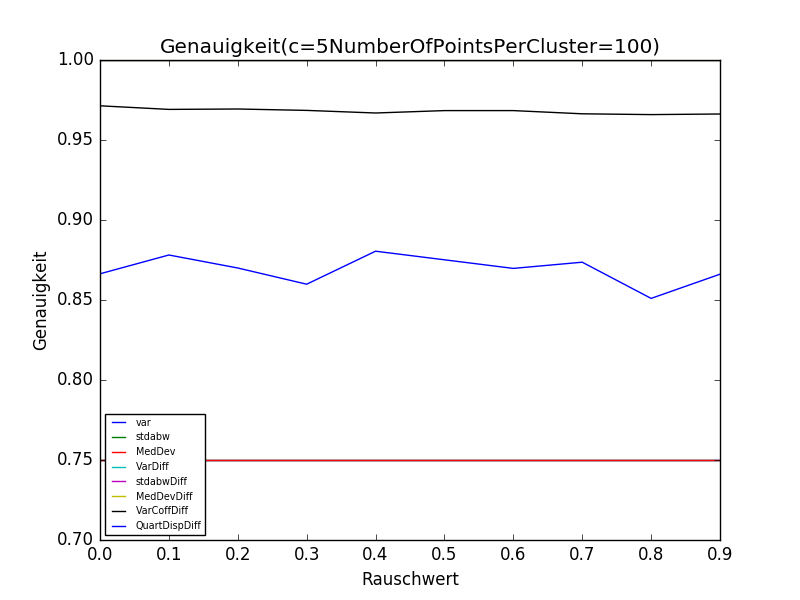 Genauigkeit(c=5NumberOfPointsPerCluster=100)
1.00
0.95
0.90
0.85
0.80
0.75
0.70
Genauigkeit
var
stdabw
MedDev
VarDiff
stdabwDiff
MedDevDiff
VarCoffDiff
QuartDispDiff
0.0 0.1 0.2 0.3 0.4 0.5 0.6 0.7 0.8 0.9
Rauschwert